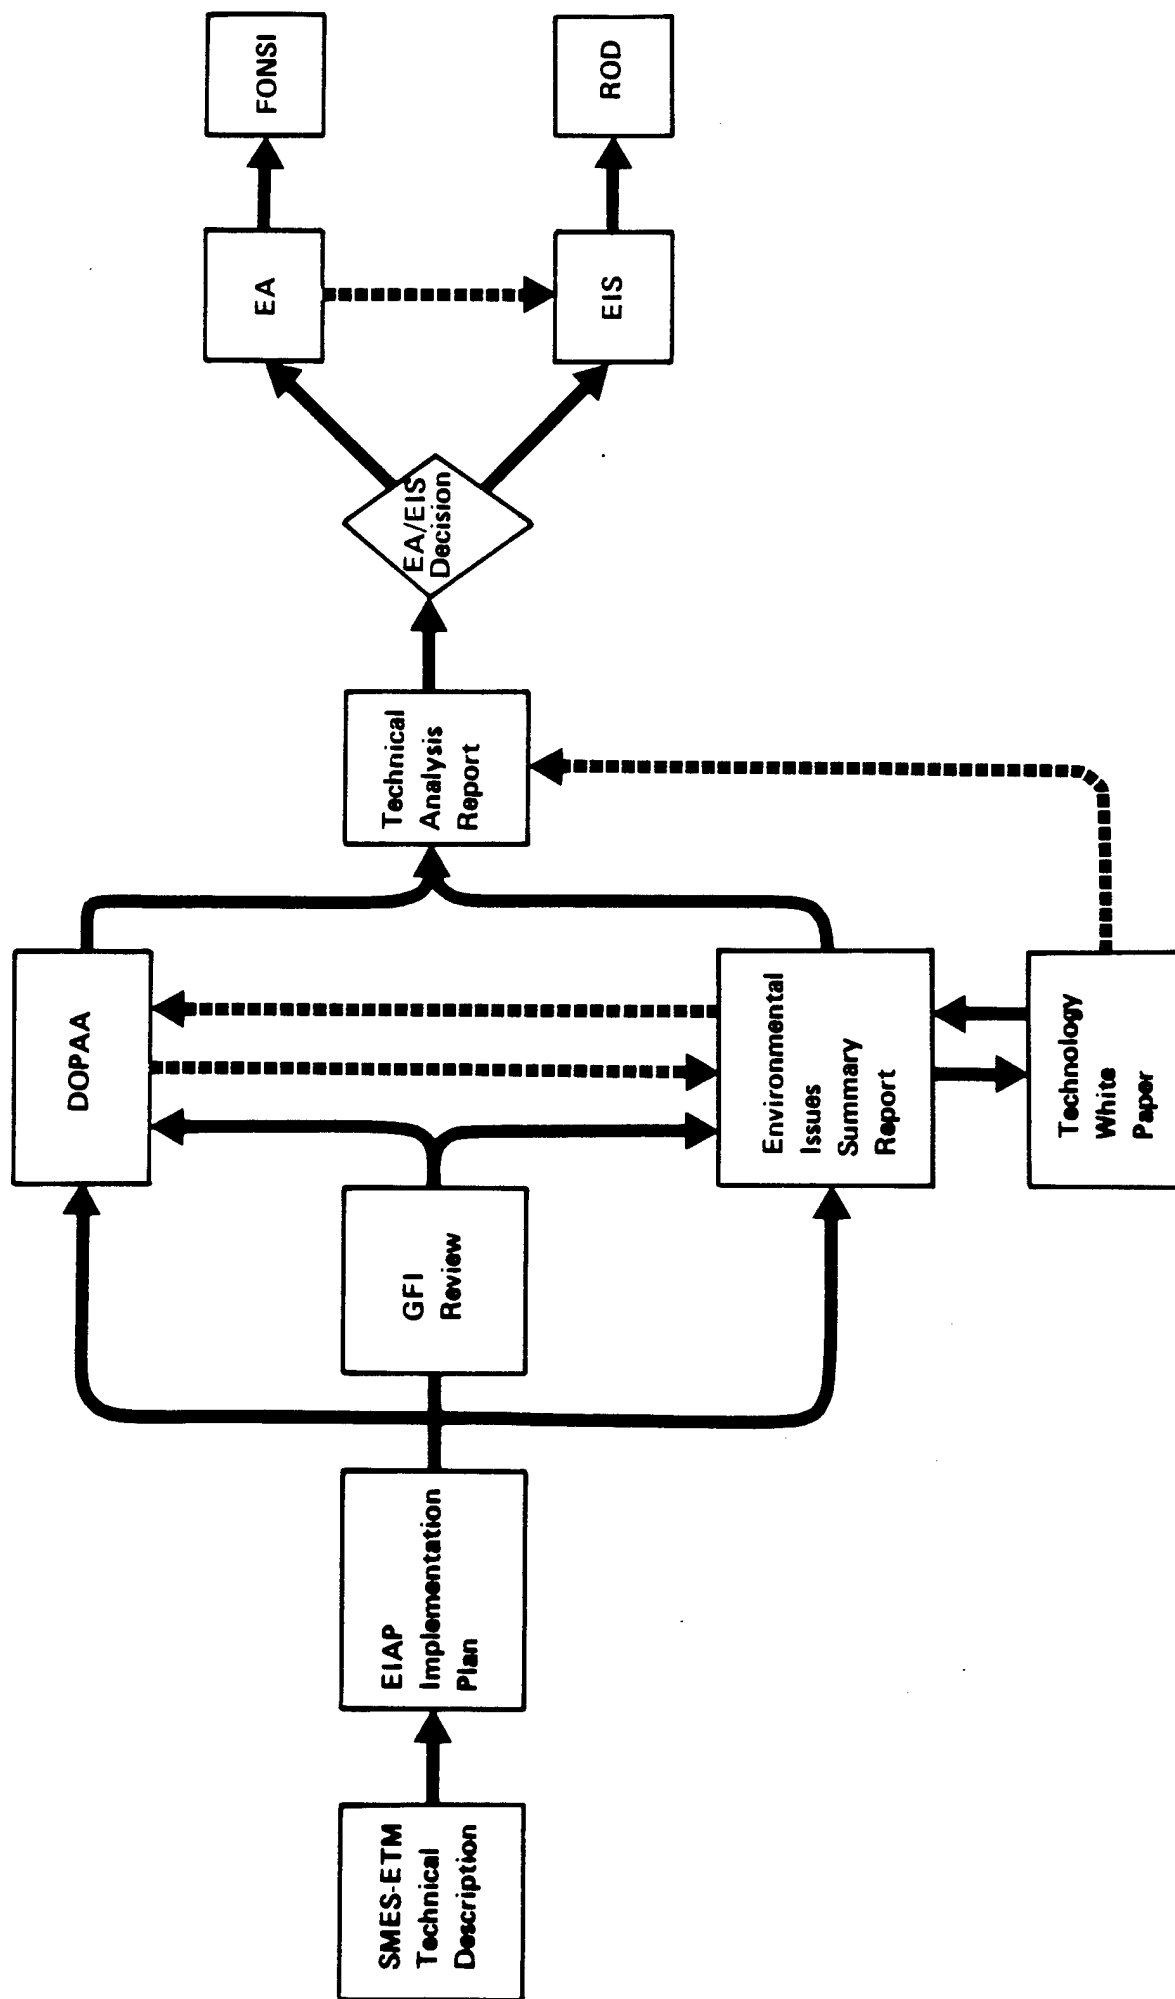 SMES-ETM
Technical
Description
EIAP
Implementation
Plan
GFI
Review
DOPAA
Environmental
Issues
Summary
Report
Technology
White
Paper
Technical
Analysis
Report
EA/EIS
Decision
EA
EIS
FONSI
ROD